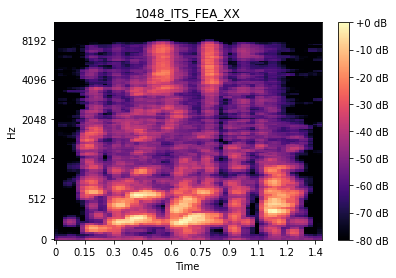 1048_ITS_FEA_XX
Hz
8192
4096
2048
1024
512
0
0 0.15 0.3 0.45 0.6 0.75 0.9 1.1 1.2 1.4
Time
+0 dB
-10 dB
-20 dB
-30 dB
-40 dB
-50 dB
-60 dB
-70 dB
-80 dB